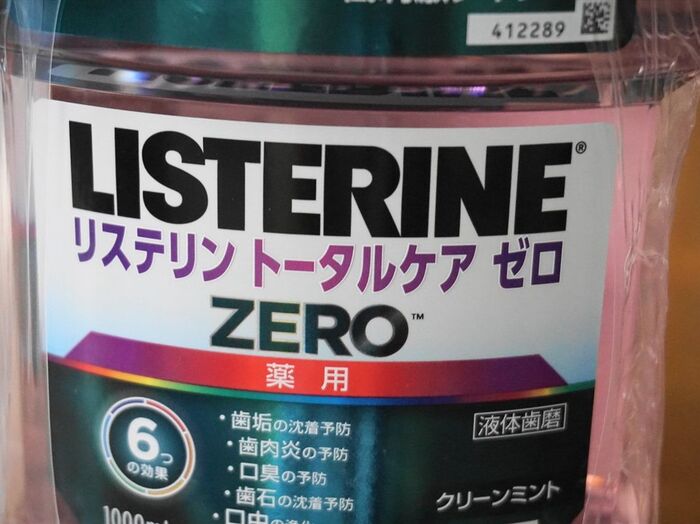 412289
LISTERINE®
リステリン トータルケア ゼロ
ZERO™
薬用
6つの効果
・歯垢の沈着予防
・歯肉炎の予防
・口臭の予防
・歯石の沈着予防
液体歯磨
クリーンミント